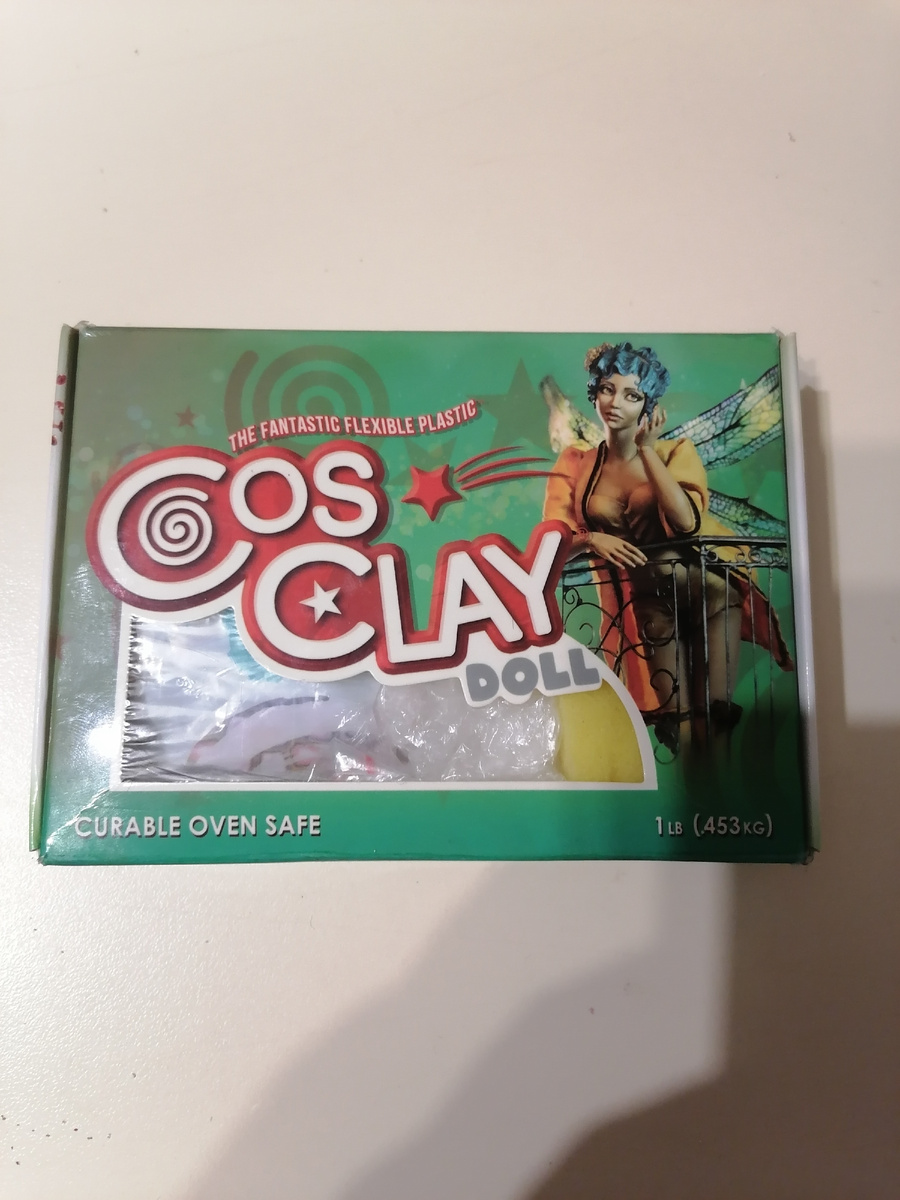 THE FANTASTIC FLEXIBLE PLASTIC
COS
CLAY
DOLL
CURABLE OVEN SAFE
1 LB (.453 KG)